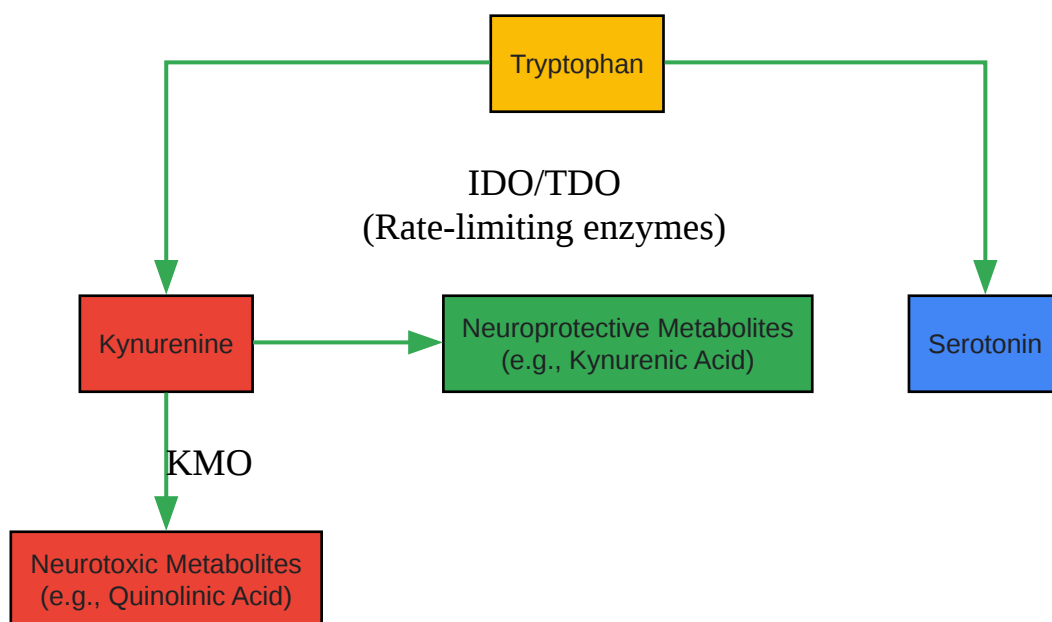 Tryptophan
IDO/TDO
(Rate-limiting enzymes)
Kynurenine
Neuroprotective Metabolites
(e.g., Kynurenic Acid)
Serotonin
KMO
Neurotoxic Metabolites
(e.g., Quinolinic Acid)